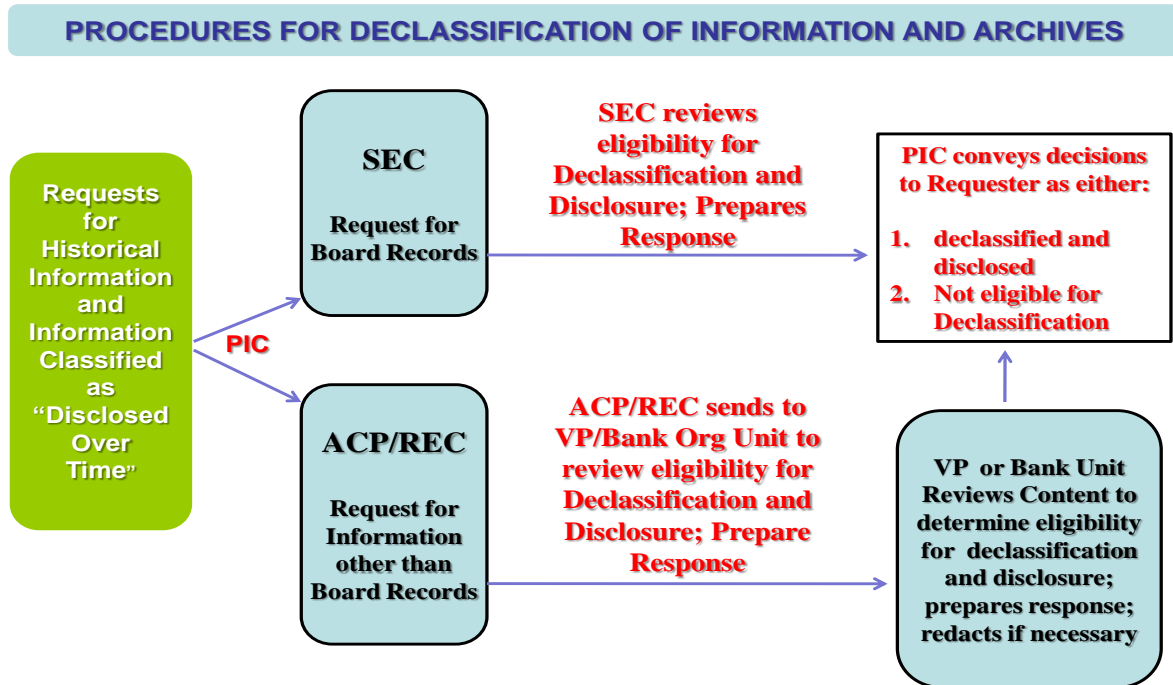 PROCEDURES FOR DECLASSIFICATION OF INFORMATION AND ARCHIVES
Requests
for
Historical
Information
and
Information
Classified
as
“Disclosed
Over
Time”
PIC
SEC
Request for
Board Records
SEC reviews
eligibility for
Declassification and
Disclosure; Prepares
Response
PIC conveys decisions
to Requester as either:
1. declassified and
disclosed
2. Not eligible for
Declassification
ACP/REC
Request for
Information
other than
Board Records
ACP/REC sends to
VP/Bank Org Unit to
review eligibility for
Declassification and
Disclosure; Prepare
Response
VP or Bank Unit
Reviews Content to
determine eligibility
for declassification
and disclosure;
prepares response;
redacts if necessary